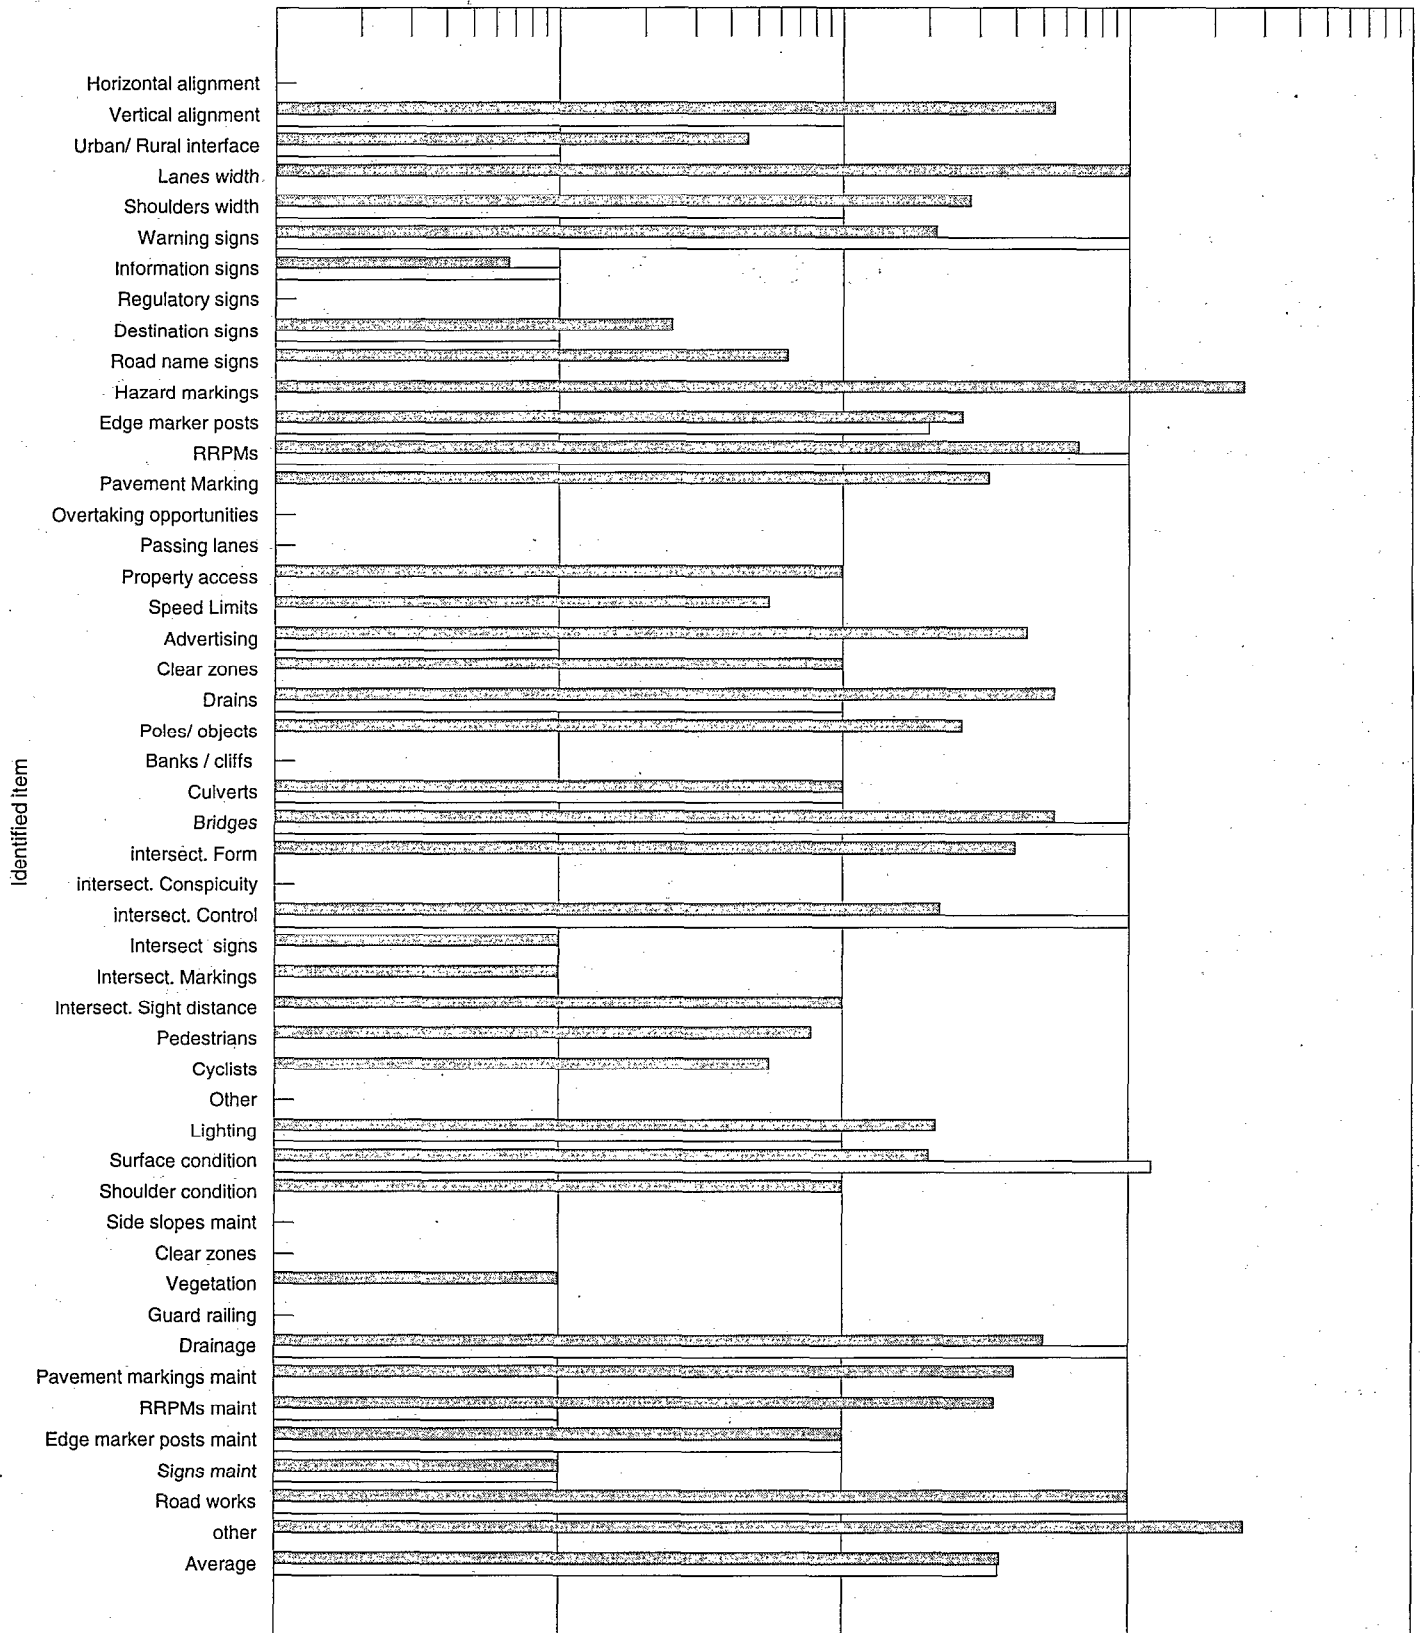 Horizontal alignment
Vertical alignment
Urban/ Rural interface
Lanes width
Shoulders width
Warning signs
Information signs
Regulatory signs
Destination signs
Road name signs
Hazard markings
Edge marker posts
RRPMs
Pavement Marking
Overtaking opportunities
Passing lanes
Property access
Speed Limits
Advertising
Clear zones
Drains
Poles/ objects
Banks / cliffs
Culverts
Bridges
intersect. Form
intersect. Conspicuity
intersect. Control
Intersect signs
Intersect. Markings
Intersect. Sight distance
Pedestrians
Cyclists
Other
Lighting
Surface condition
Shoulder condition
Side slopes maint
Clear zones
Vegetation
Guard railing
Drainage
Pavement markings maint
RRPMs maint
Edge marker posts maint
Signs maint
Road works
other
Average
Identified item